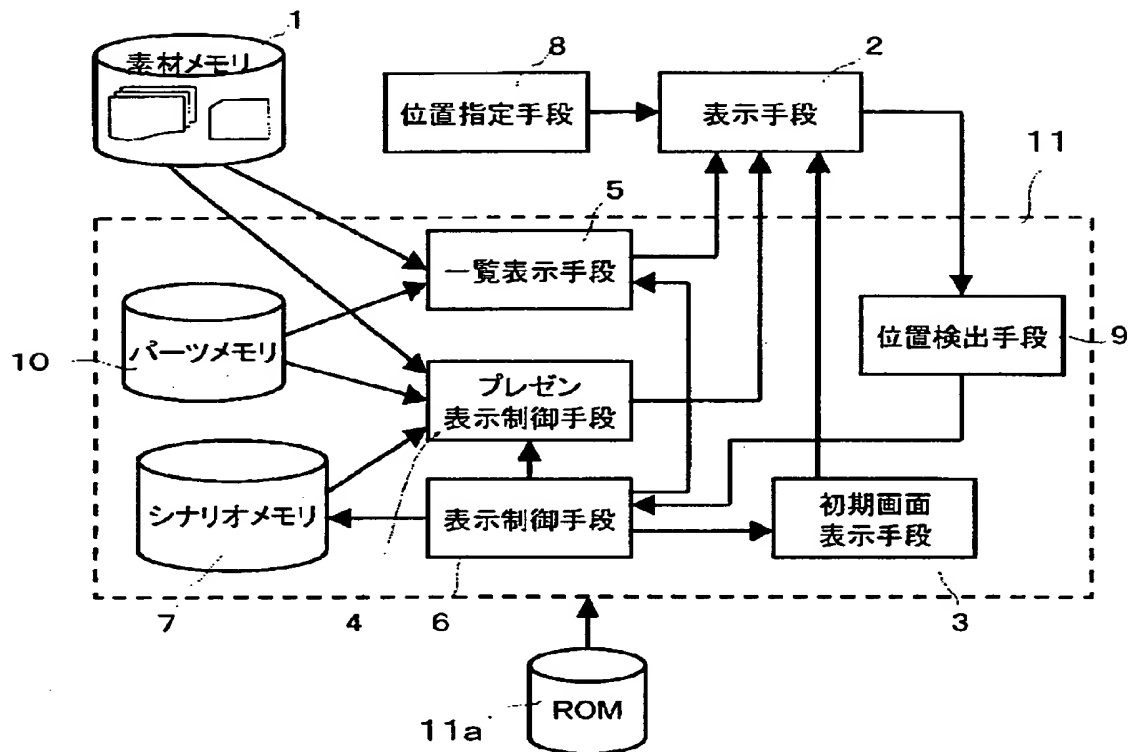 1
素材メモリ
8
2
位置指定手段
表示手段
11
5
一覧表示手段
位置検出手段
9
パーツメモリ
10
プレゼン
表示制御手段
シナリオメモリ
表示制御手段
初期画面
表示手段
7
4
6
3
ROM
11a